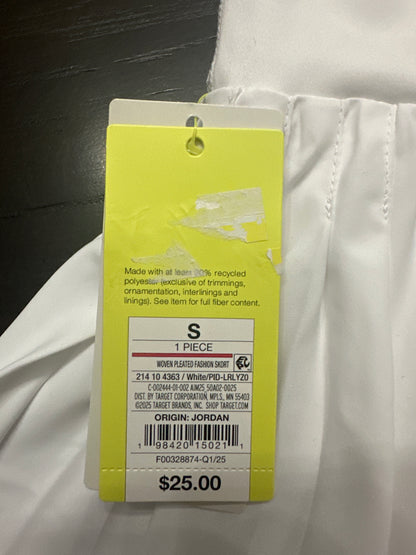 Made with at least 20% recycled
polyester (exclusive of trimmings,
ornamentation, interlinings and
linings). See item for full fiber content.
S
1 PIECE
WOVEN PLEATED FASHION SKORT
214 10 4363 / White/PID-LRLYZ0
C-002444-01-002 AJM25_50A02-0025
DIST. BY TARGET CORPORATION, MPLS, MN 55403
©2025 TARGET BRANDS, INC. SHOP TARGET.COM
ORIGIN: JORDAN
1 98420 15021 1
F00328874-Q1/25
$25.00